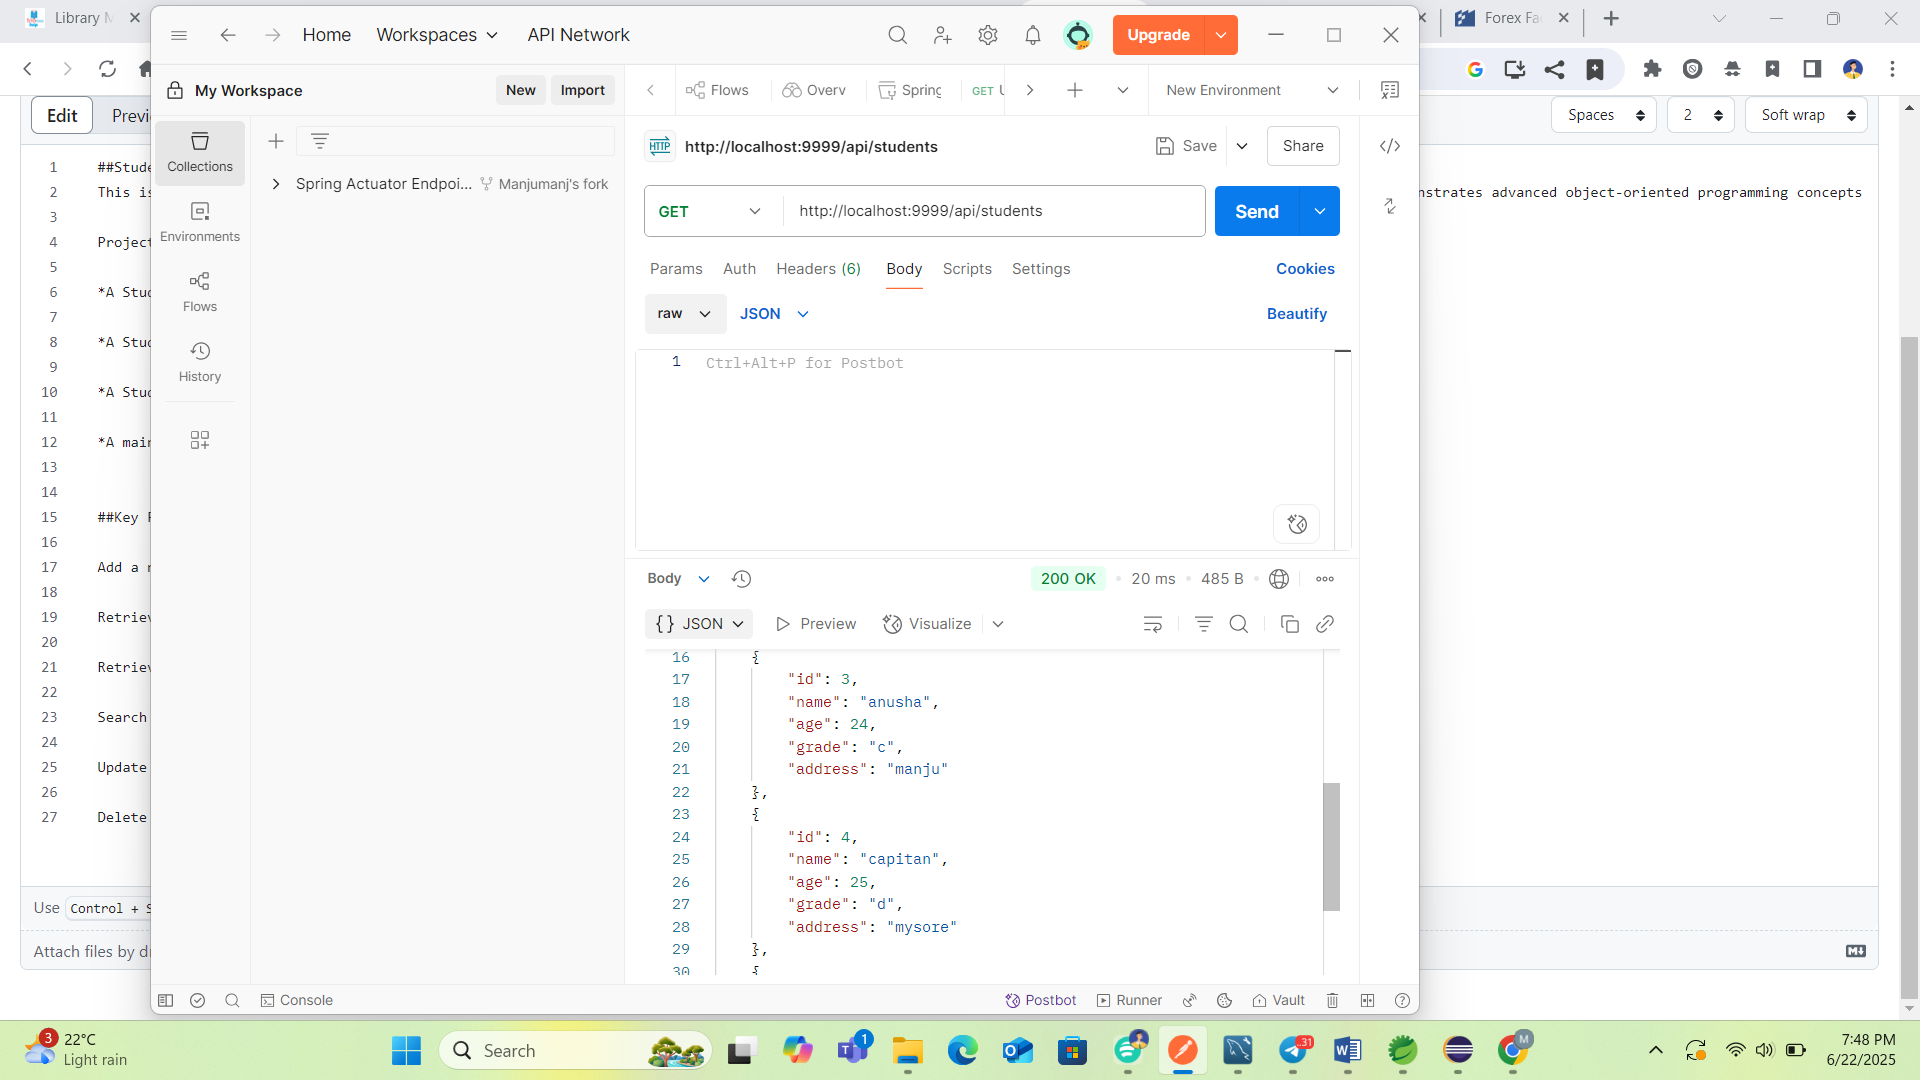 Library M
Forex Fa
Home
Workspaces
API Network
Upgrade
My Workspace
New
Import
Flows
Overv
Spring
GET
New Environment
Edit
Previ
Spaces
2
Soft wrap
Collections
http://localhost:9999/api/students
Save
Share
Spring Actuator Endpoi...
Manjumanj's fork
GET
http://localhost:9999/api/students
Send
Environments
Params
Auth
Headers (6)
Body
Scripts
Settings
Cookies
Flows
raw
JSON
Beautify
History
1
Ctrl+Alt+P for Postbot
1 ##Stude
2 This is
nstrates advanced object-oriented programming concepts
3
4 Project
5
6 *A Stud
7
8 *A Stud
9
10 *A Stud
11
12 *A main
13
14
15 ##Key F
16
17 Add a n
18
19 Retriev
20
21 Retriev
22
23 Search
24
25 Update
26
27 Delete
Use Control + S
Attach files by dr
Body
200 OK
20 ms
485 B
{} JSON
Preview
Visualize
16 {
17 "id": 3,
18 "name": "anusha",
19 "age": 24,
20 "grade": "c",
21 "address": "manju"
22 },
23 {
24 "id": 4,
25 "name": "capitan",
26 "age": 25,
27 "grade": "d",
28 "address": "mysore"
29 },
30 {
Console
Postbot
Runner
Vault
3
22°C
Light rain
Search
1
31
M
7:48 PM
6/22/2025